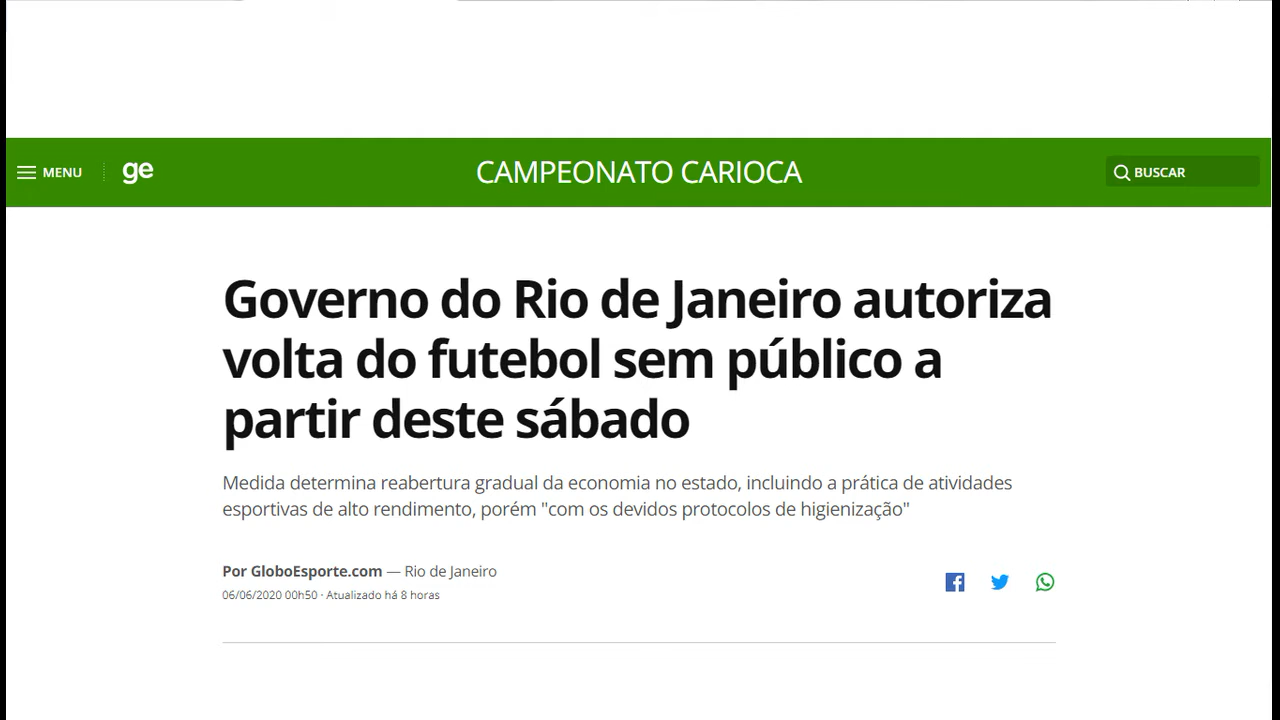 MENU
ge
CAMPEONATO CARIOCA
BUSCAR
Governo do Rio de Janeiro autoriza
volta do futebol sem público a
partir deste sábado
Medida determina reabertura gradual da economia no estado, incluindo a prática de atividades
esportivas de alto rendimento, porém "com os devidos protocolos de higienização"
Por GloboEsporte.com — Rio de Janeiro
06/06/2020 00h50 · Atualizado há 8 horas